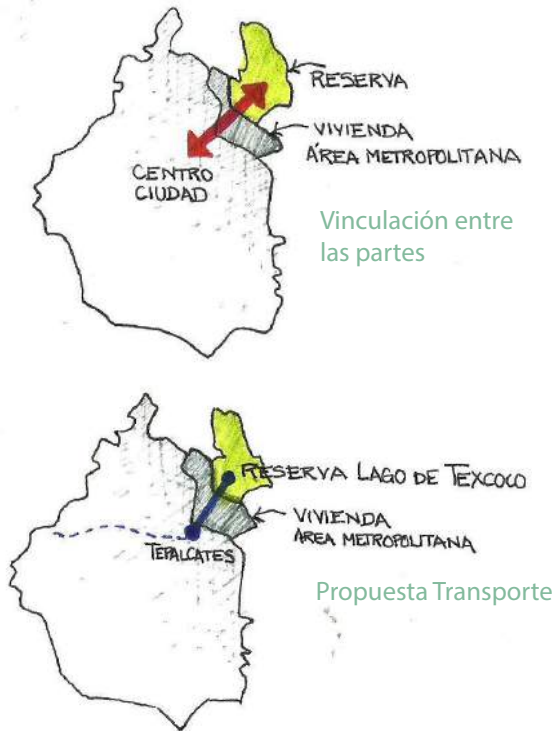 RESERVA
VIVIENDA
ÁREA METROPOLITANA
CENTRO
CIUDAD
Vinculación entre
las partes
RESERVA LAGO DE TEXCOCO
VIVIENDA
AREA METROPOLITANA
TEPALCATES
Propuesta Transporte